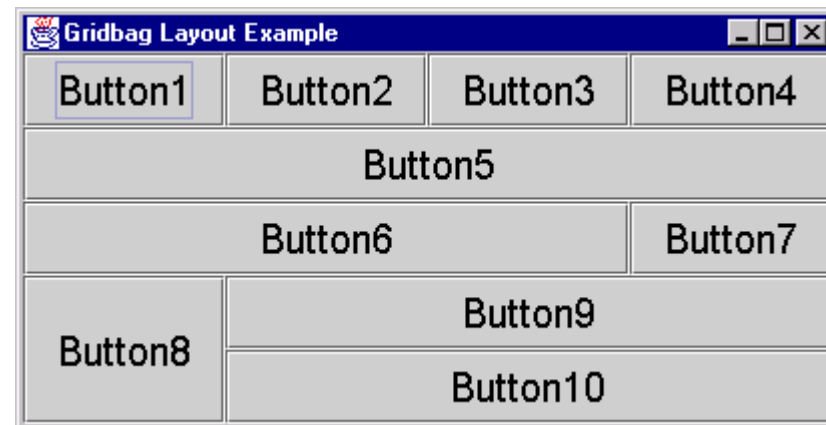 Gridbag Layout Example
Button1 Button2 Button3 Button4
Button5
Button6 Button7
Button8
Button9
Button10